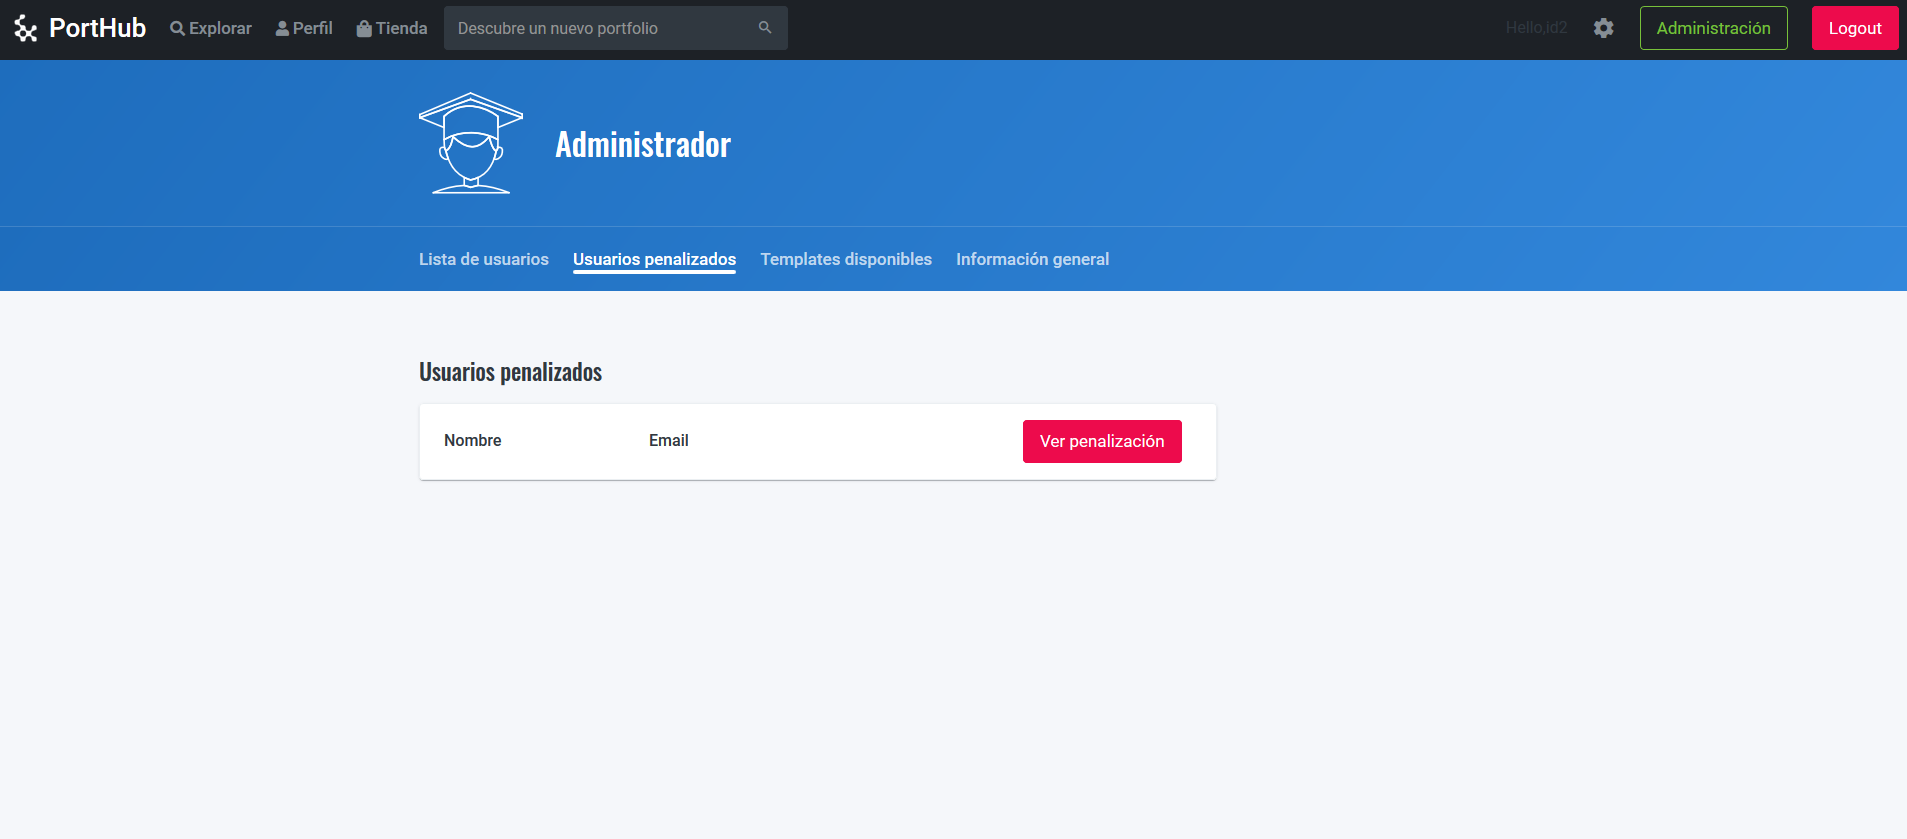 PortHub Explorar Perfil Tienda Descubre un nuevo portfolio Hello,id2 Administración Logout
Administrador
Lista de usuarios Usuarios penalizados Templates disponibles Información general
Usuarios penalizados
Nombre Email Ver penalización